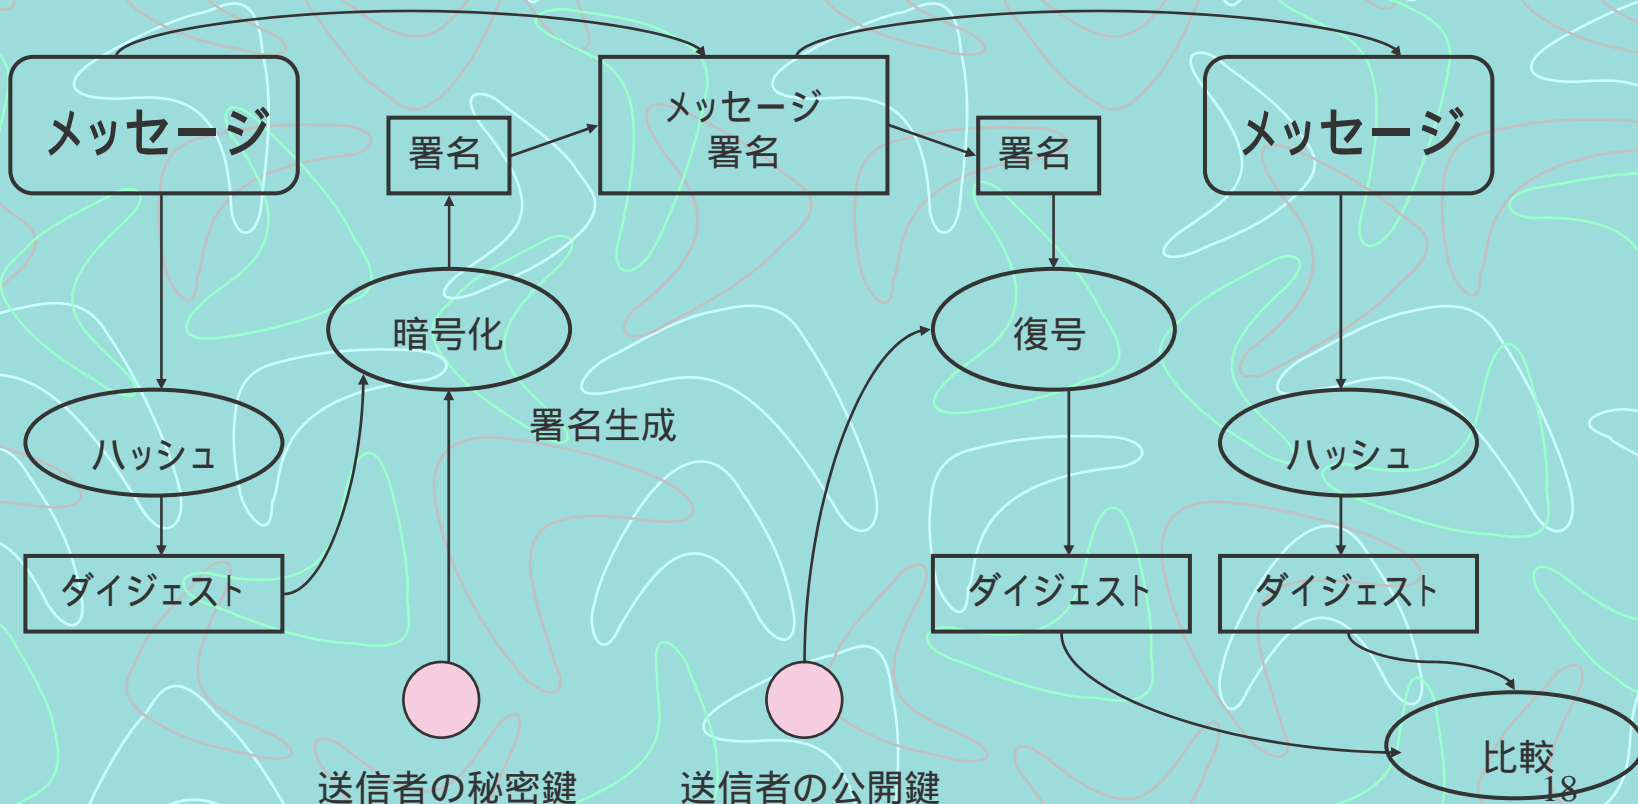 メッセージ
署名
メッセージ
署名
署名
メッセージ
暗号化
復号
署名生成
ハッシュ
ハッシュ
ダイジェスト
ダイジェスト
ダイジェスト
比較
送信者の秘密鍵
送信者の公開鍵
18